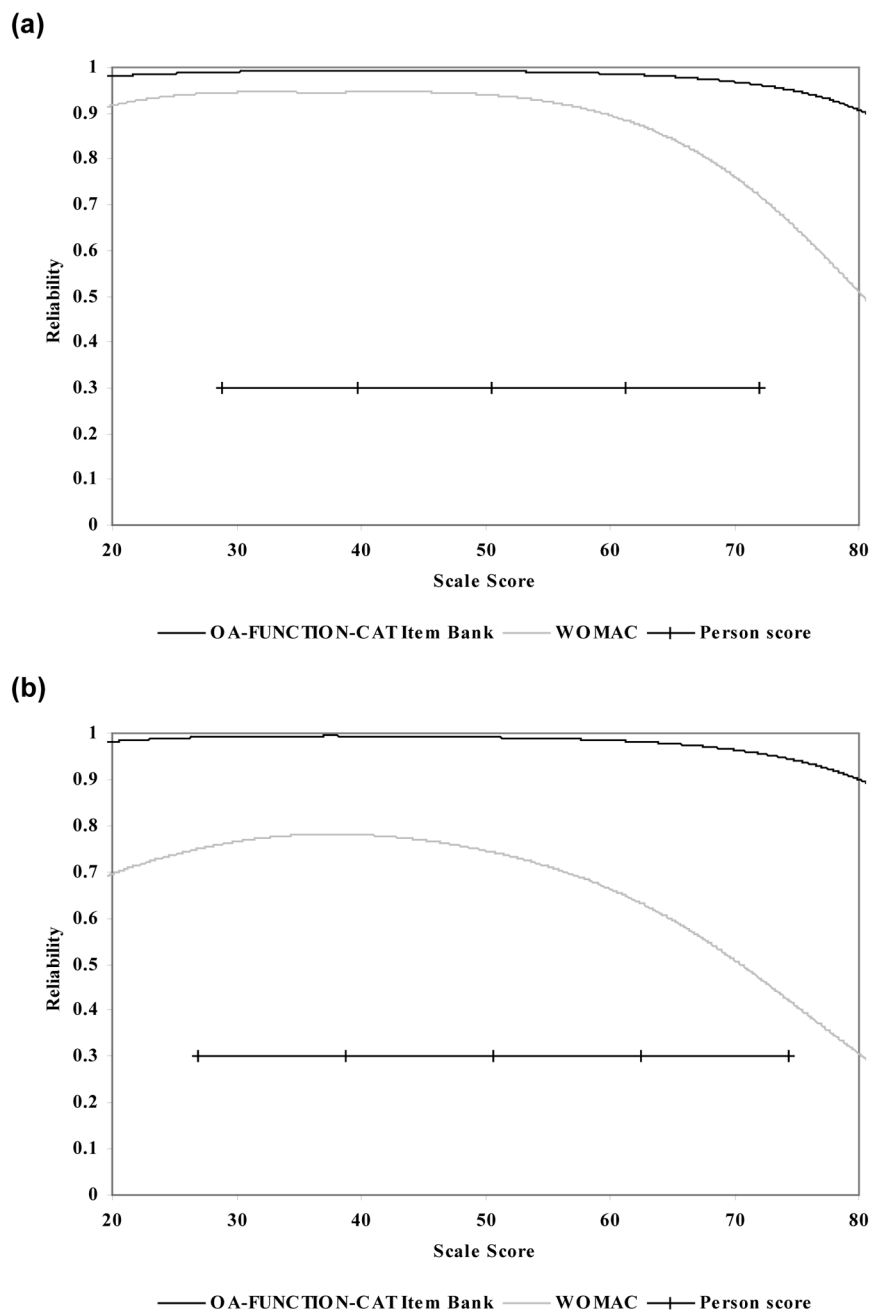 (a)
1
0.9
0.8
0.7
0.6
0.5
0.4
0.3
0.2
0.1
0
Reliability
20 30 40 50 60 70 80
Scale Score
OA-FUNCTION-CAT Item Bank WOMAC Person score
(b)
1
0.9
0.8
0.7
0.6
0.5
0.4
0.3
0.2
0.1
0
Reliability
20 30 40 50 60 70 80
Scale Score
OA-FUNCTION-CAT Item Bank WOMAC Person score